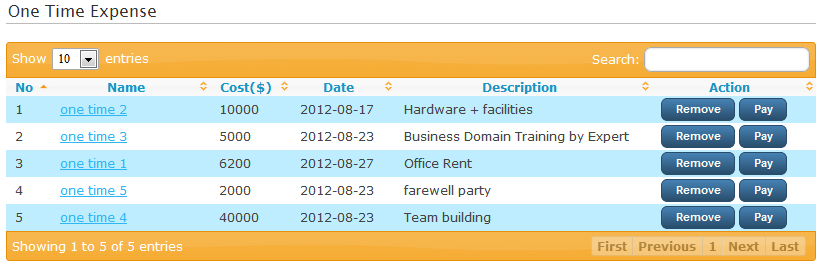 One Time Expense
Show 10 entries Search:
No Name Cost($) Date Description Action
1 one time 2 10000 2012-08-17 Hardware + facilities Remove Pay
2 one time 3 5000 2012-08-23 Business Domain Training by Expert Remove Pay
3 one time 1 6200 2012-08-27 Office Rent Remove Pay
4 one time 5 2000 2012-08-23 farewell party Remove Pay
5 one time 4 40000 2012-08-23 Team building Remove Pay
Showing 1 to 5 of 5 entries First Previous 1 Next Last